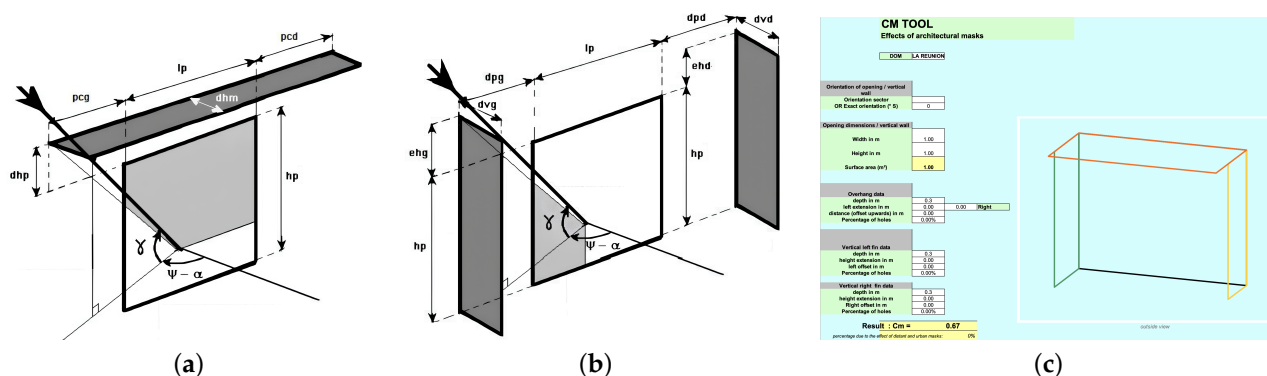 pcd
lp
pcg
dhm
dhp
hp
γ
Ψ – α
(a)
dpd
dvd
lp
ehd
dpg
dvg
ehg
hp
hp
γ
Ψ – α
(b)
CM TOOL
Effects of architectural masks
DOM LA REUNION
Orientation of opening / vertical
wall
Orientation sector
OR Exact orientation (° S) 0
Opening dimensions / vertical wall
Width in m 1.00
Height in m 1.00
Surface area (m²) 1.00
Overhang data
depth in m 0.3
left extension in m 0.00 0.00 Right
distance (offset upwards) in m 0.00
Percentage of holes 0.00%
Vertical left fin data
depth in m 0.3
height extension in m 0.00
left offset in m 0.00
Percentage of holes 0.00%
Vertical right fin data
depth in m 0.3
height extension in m 0.00
Right offset in m 0.00
Percentage of holes 0.00%
Result : Cm = 0.67
percentage due to the effect of distant and urban masks: 0%
outside view
(c)